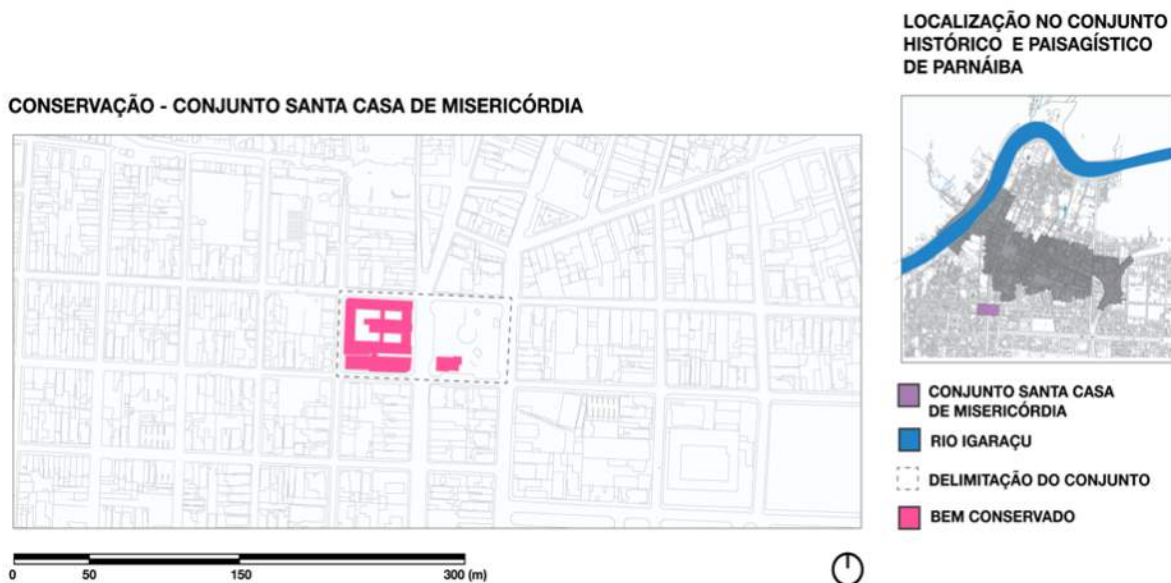 LOCALIZAÇÃO NO CONJUNTO
HISTÓRICO E PAISAGÍSTICO
DE PARNÁIBA
CONSERVAÇÃO - CONJUNTO SANTA CASA DE MISERICÓRDIA
CONJUNTO SANTA CASA
DE MISERICÓRDIA
RIO IGARAÇU
DELIMITAÇÃO DO CONJUNTO
BEM CONSERVADO
0 50 150 300 (m)